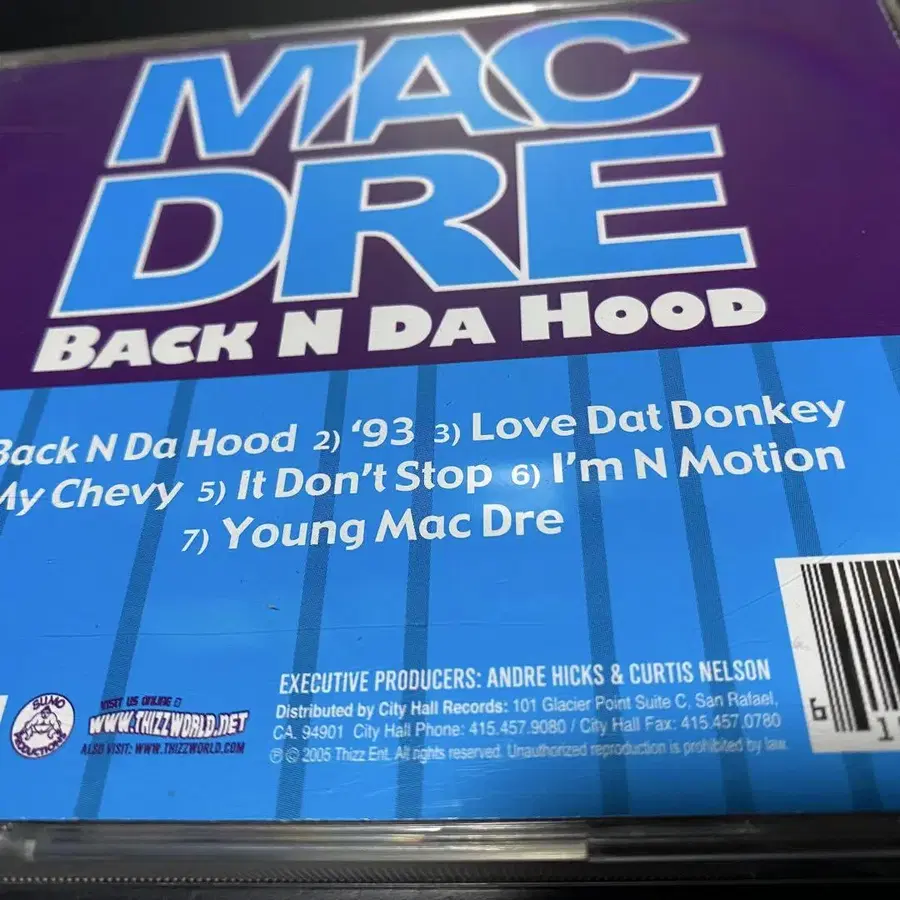 MAC
DRE
BACK N DA HOOD
Back N Da Hood 2) '93 3) Love Dat Donkey
My Chevy 5) It Don't Stop 6) I'm N Motion
7) Young Mac Dre
EXECUTIVE PRODUCERS: ANDRE HICKS & CURTIS NELSON
Distributed by City Hall Records: 101 Glacier Point Suite C, San Rafael,
CA. 94901 City Hall Phone: 415.457.9080 / City Hall Fax: 415.457.0780
℗ © 2005 Thizz Ent. All rights reserved. Unauthorized reproduction is prohibited by law.
SUMO
PRODUCTIONS
VISIT US ONLINE @
WWW.THIZZWORLD.NET
ALSO VISIT: WWW.THIZZWORLD.COM
6